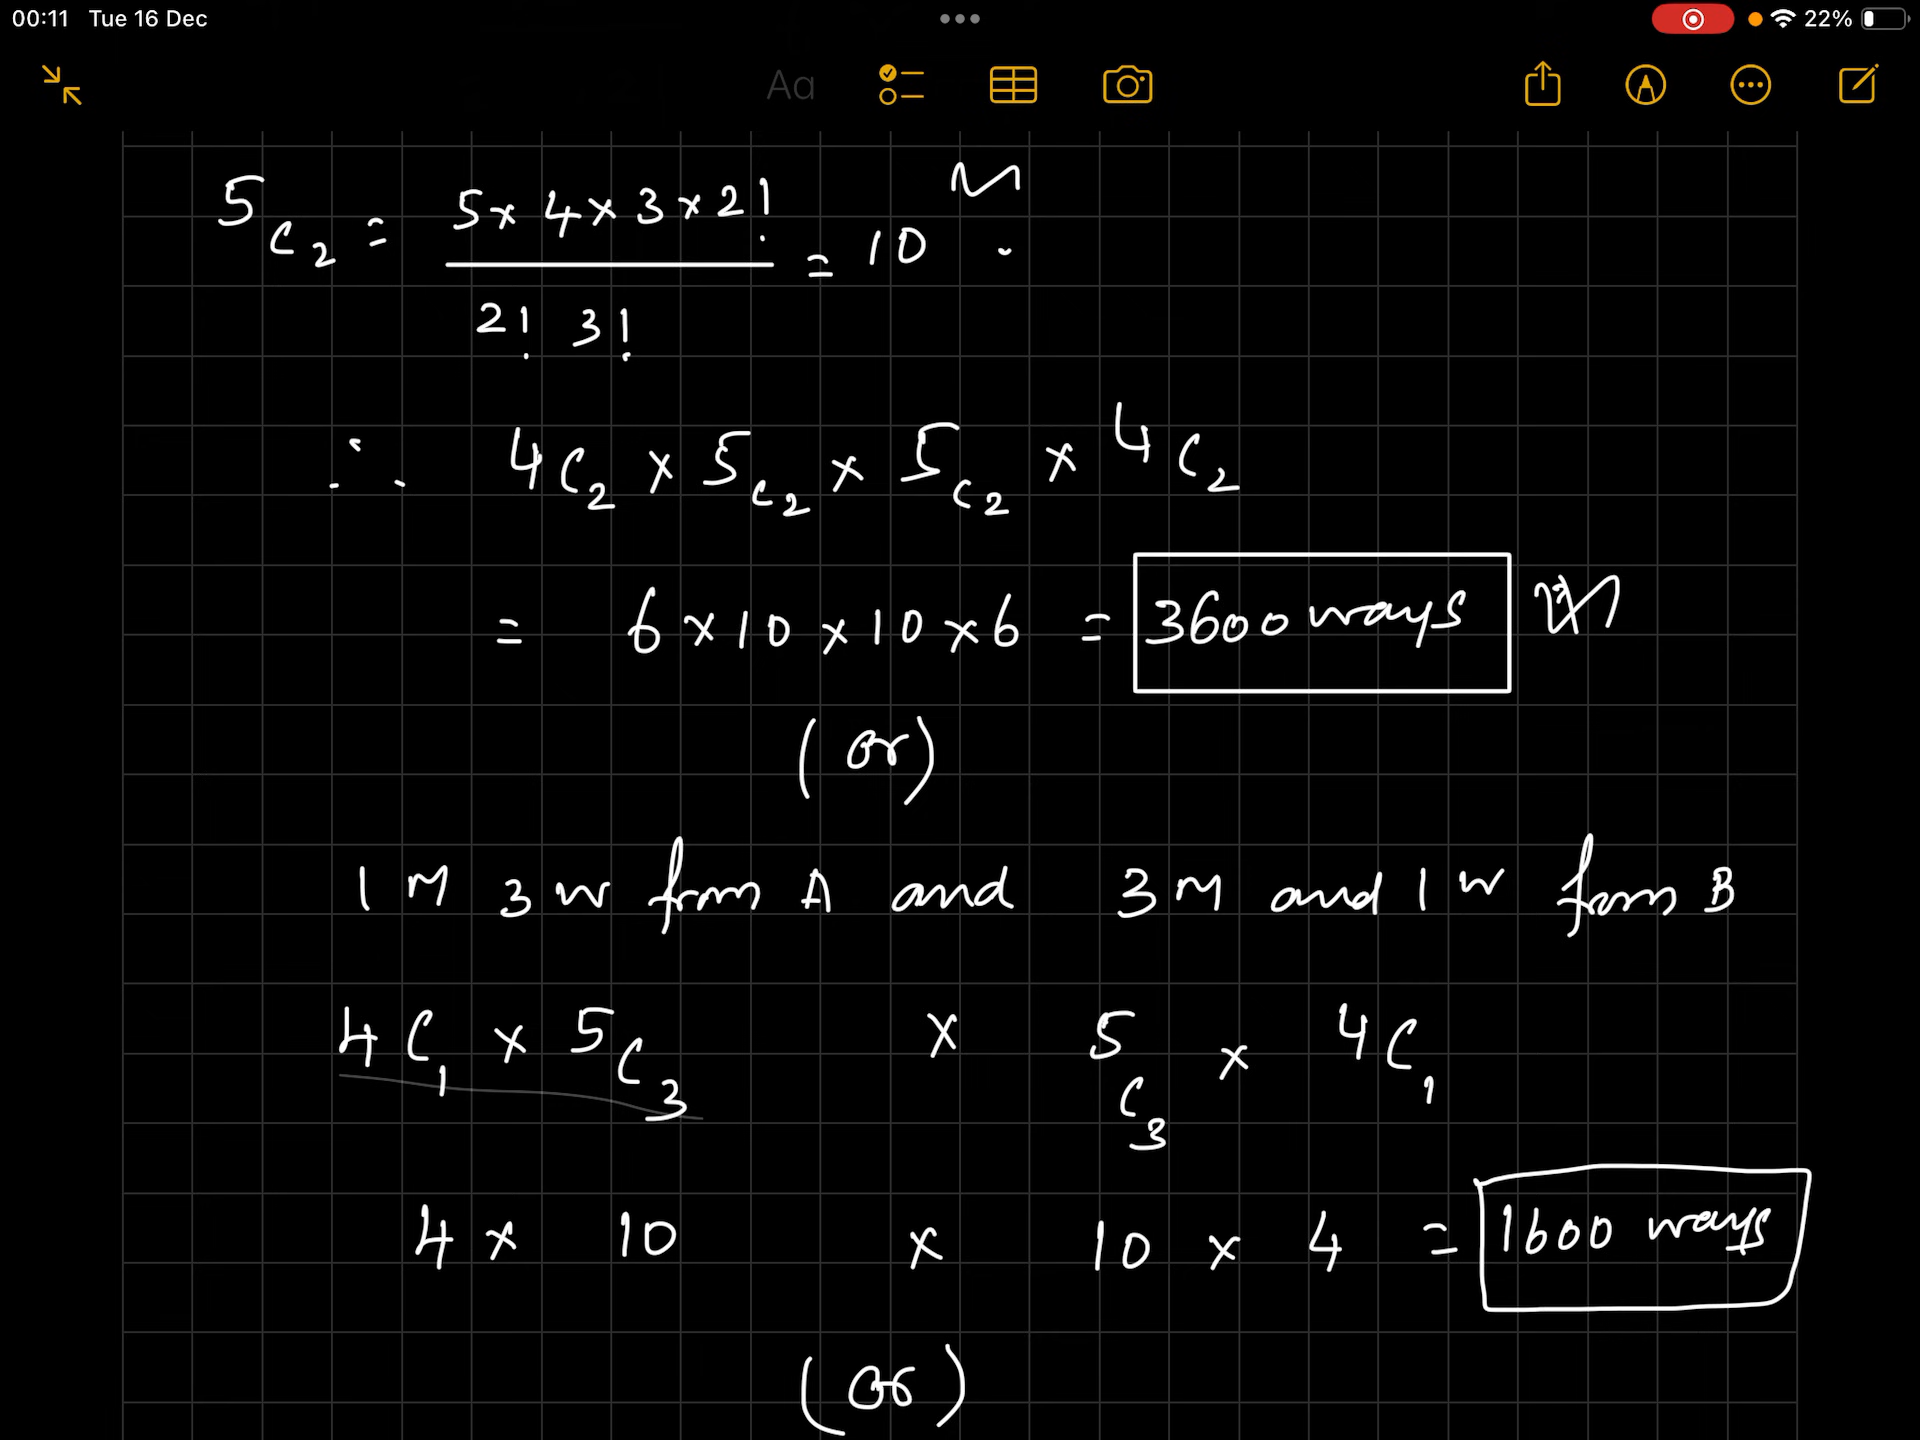 00:11 Tue 16 Dec 22%
Aa
5C2 = 5 x 4 x 3 x 2! / 2! 3! = 10
∴ 4C2 x 5C2 x 5C2 x 4C2
= 6 x 10 x 10 x 6 = 3600 ways
(or)
1 M 3 W from A and 3 M and 1 W from B
4C1 x 5C3 x 5C3 x 4C1
4 x 10 x 10 x 4 = 1600 ways
(or)